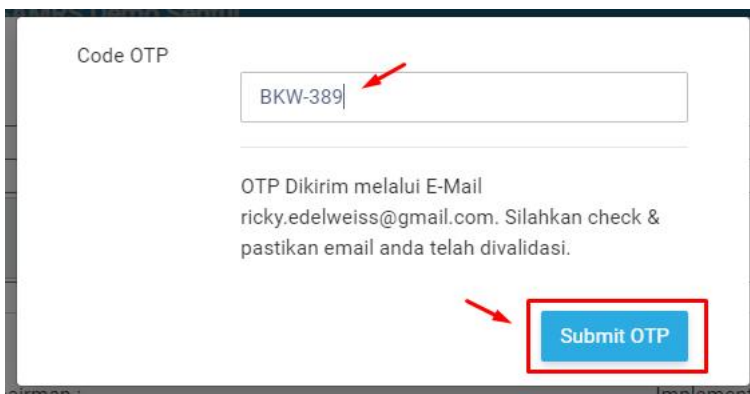 Code OTP
BKW-389
OTP Dikirim melalui E-Mail
ricky.edelweiss@gmail.com. Silahkan check &
pastikan email anda telah divalidasi.
Submit OTP